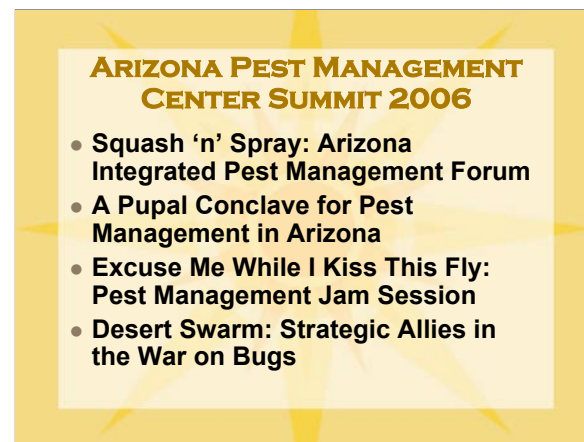 Arizona Pest Management
Center Summit 2006
• Squash ‘n’ Spray: Arizona
Integrated Pest Management Forum
• A Pupal Conclave for Pest
Management in Arizona
• Excuse Me While I Kiss This Fly:
Pest Management Jam Session
• Desert Swarm: Strategic Allies in
the War on Bugs